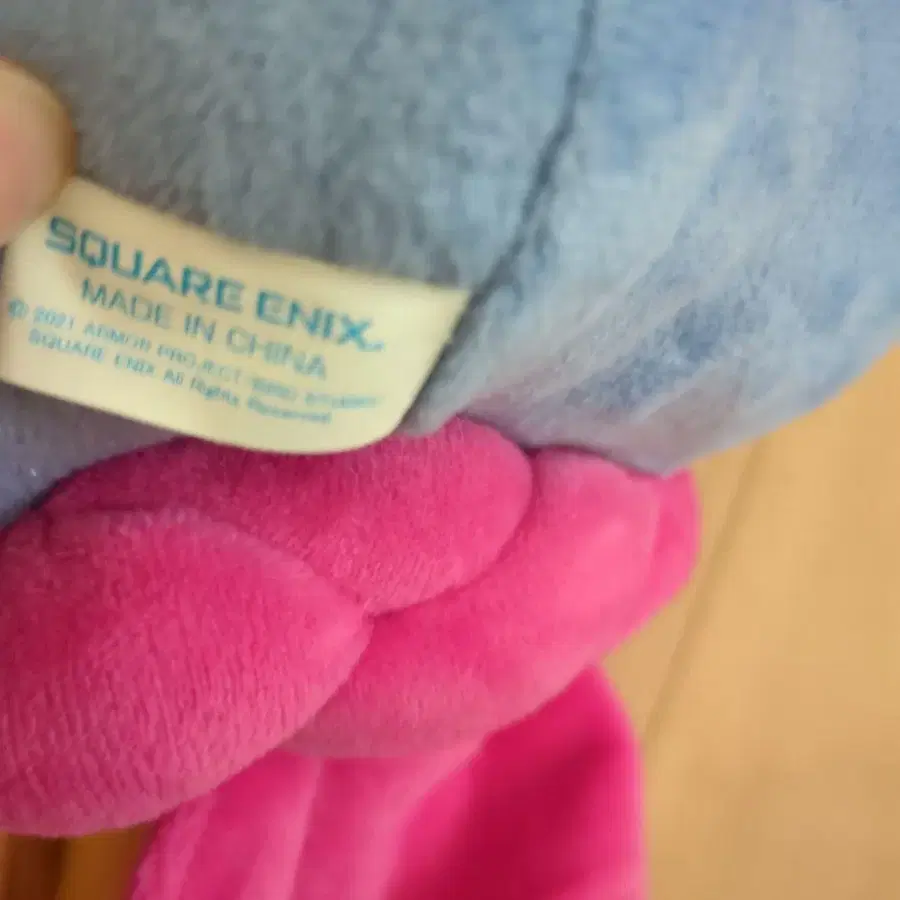 SQUARE ENIX.
MADE IN CHINA
© 2021 ARMOR PROJECT/BIRD STUDIO/
SQUARE ENIX All Rights Reserved.